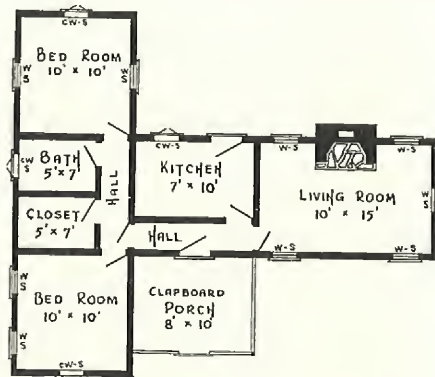 CW-S
BED ROOM
10' × 10'
W
S
W
S
CW-S
W-S
W-S
BATH
5' × 7'
CW
S
HALL
KITCHEN
7' × 10'
LIVING ROOM
10' × 15'
W
S
CLOSET
5' × 7'
HALL
W-S
W-S
W
S
BED ROOM
10' × 10'
CLAPBOARD
PORCH
8' × 10'
W
S
CW-S